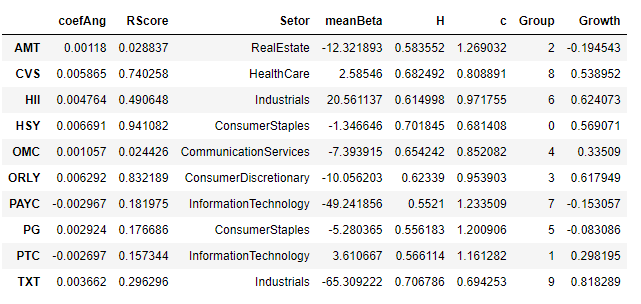 coefAng RScore Setor meanBeta H c Group Growth
AMT 0.00118 0.028837 RealEstate -12.321893 0.583552 1.269032 2 -0.194543
CVS 0.005865 0.740258 HealthCare 2.58546 0.682492 0.808891 8 0.538952
HII 0.004764 0.490648 Industrials 20.561137 0.614998 0.971755 6 0.624073
HSY 0.006691 0.941082 ConsumerStaples -1.346646 0.701845 0.681408 0 0.569071
OMC 0.001057 0.024426 CommunicationServices -7.393915 0.654242 0.852082 4 0.33509
ORLY 0.006292 0.832189 ConsumerDiscretionary -10.056203 0.62339 0.953903 3 0.617949
PAYC -0.002967 0.181975 InformationTechnology -49.241856 0.5521 1.233509 7 -0.153057
PG 0.002924 0.176686 ConsumerStaples -5.280365 0.556183 1.200906 5 -0.083086
PTC -0.002697 0.157344 InformationTechnology 3.610667 0.566114 1.161282 1 0.298195
TXT 0.003662 0.296296 Industrials -65.309222 0.706786 0.694253 9 0.818289